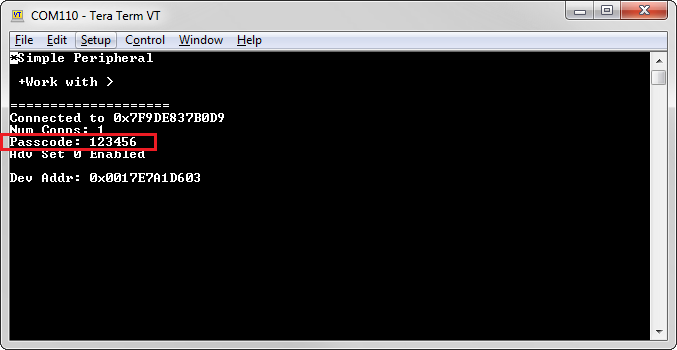 COM110 - Tera Term VT
File Edit Setup Control Window Help
*Simple Peripheral
+Work with >
====================
Connected to 0x7F9DE837B0D9
Num Conns: 1
Passcode: 123456
Adv Set 0 Enabled
Dev Addr: 0x0017E7A1D603